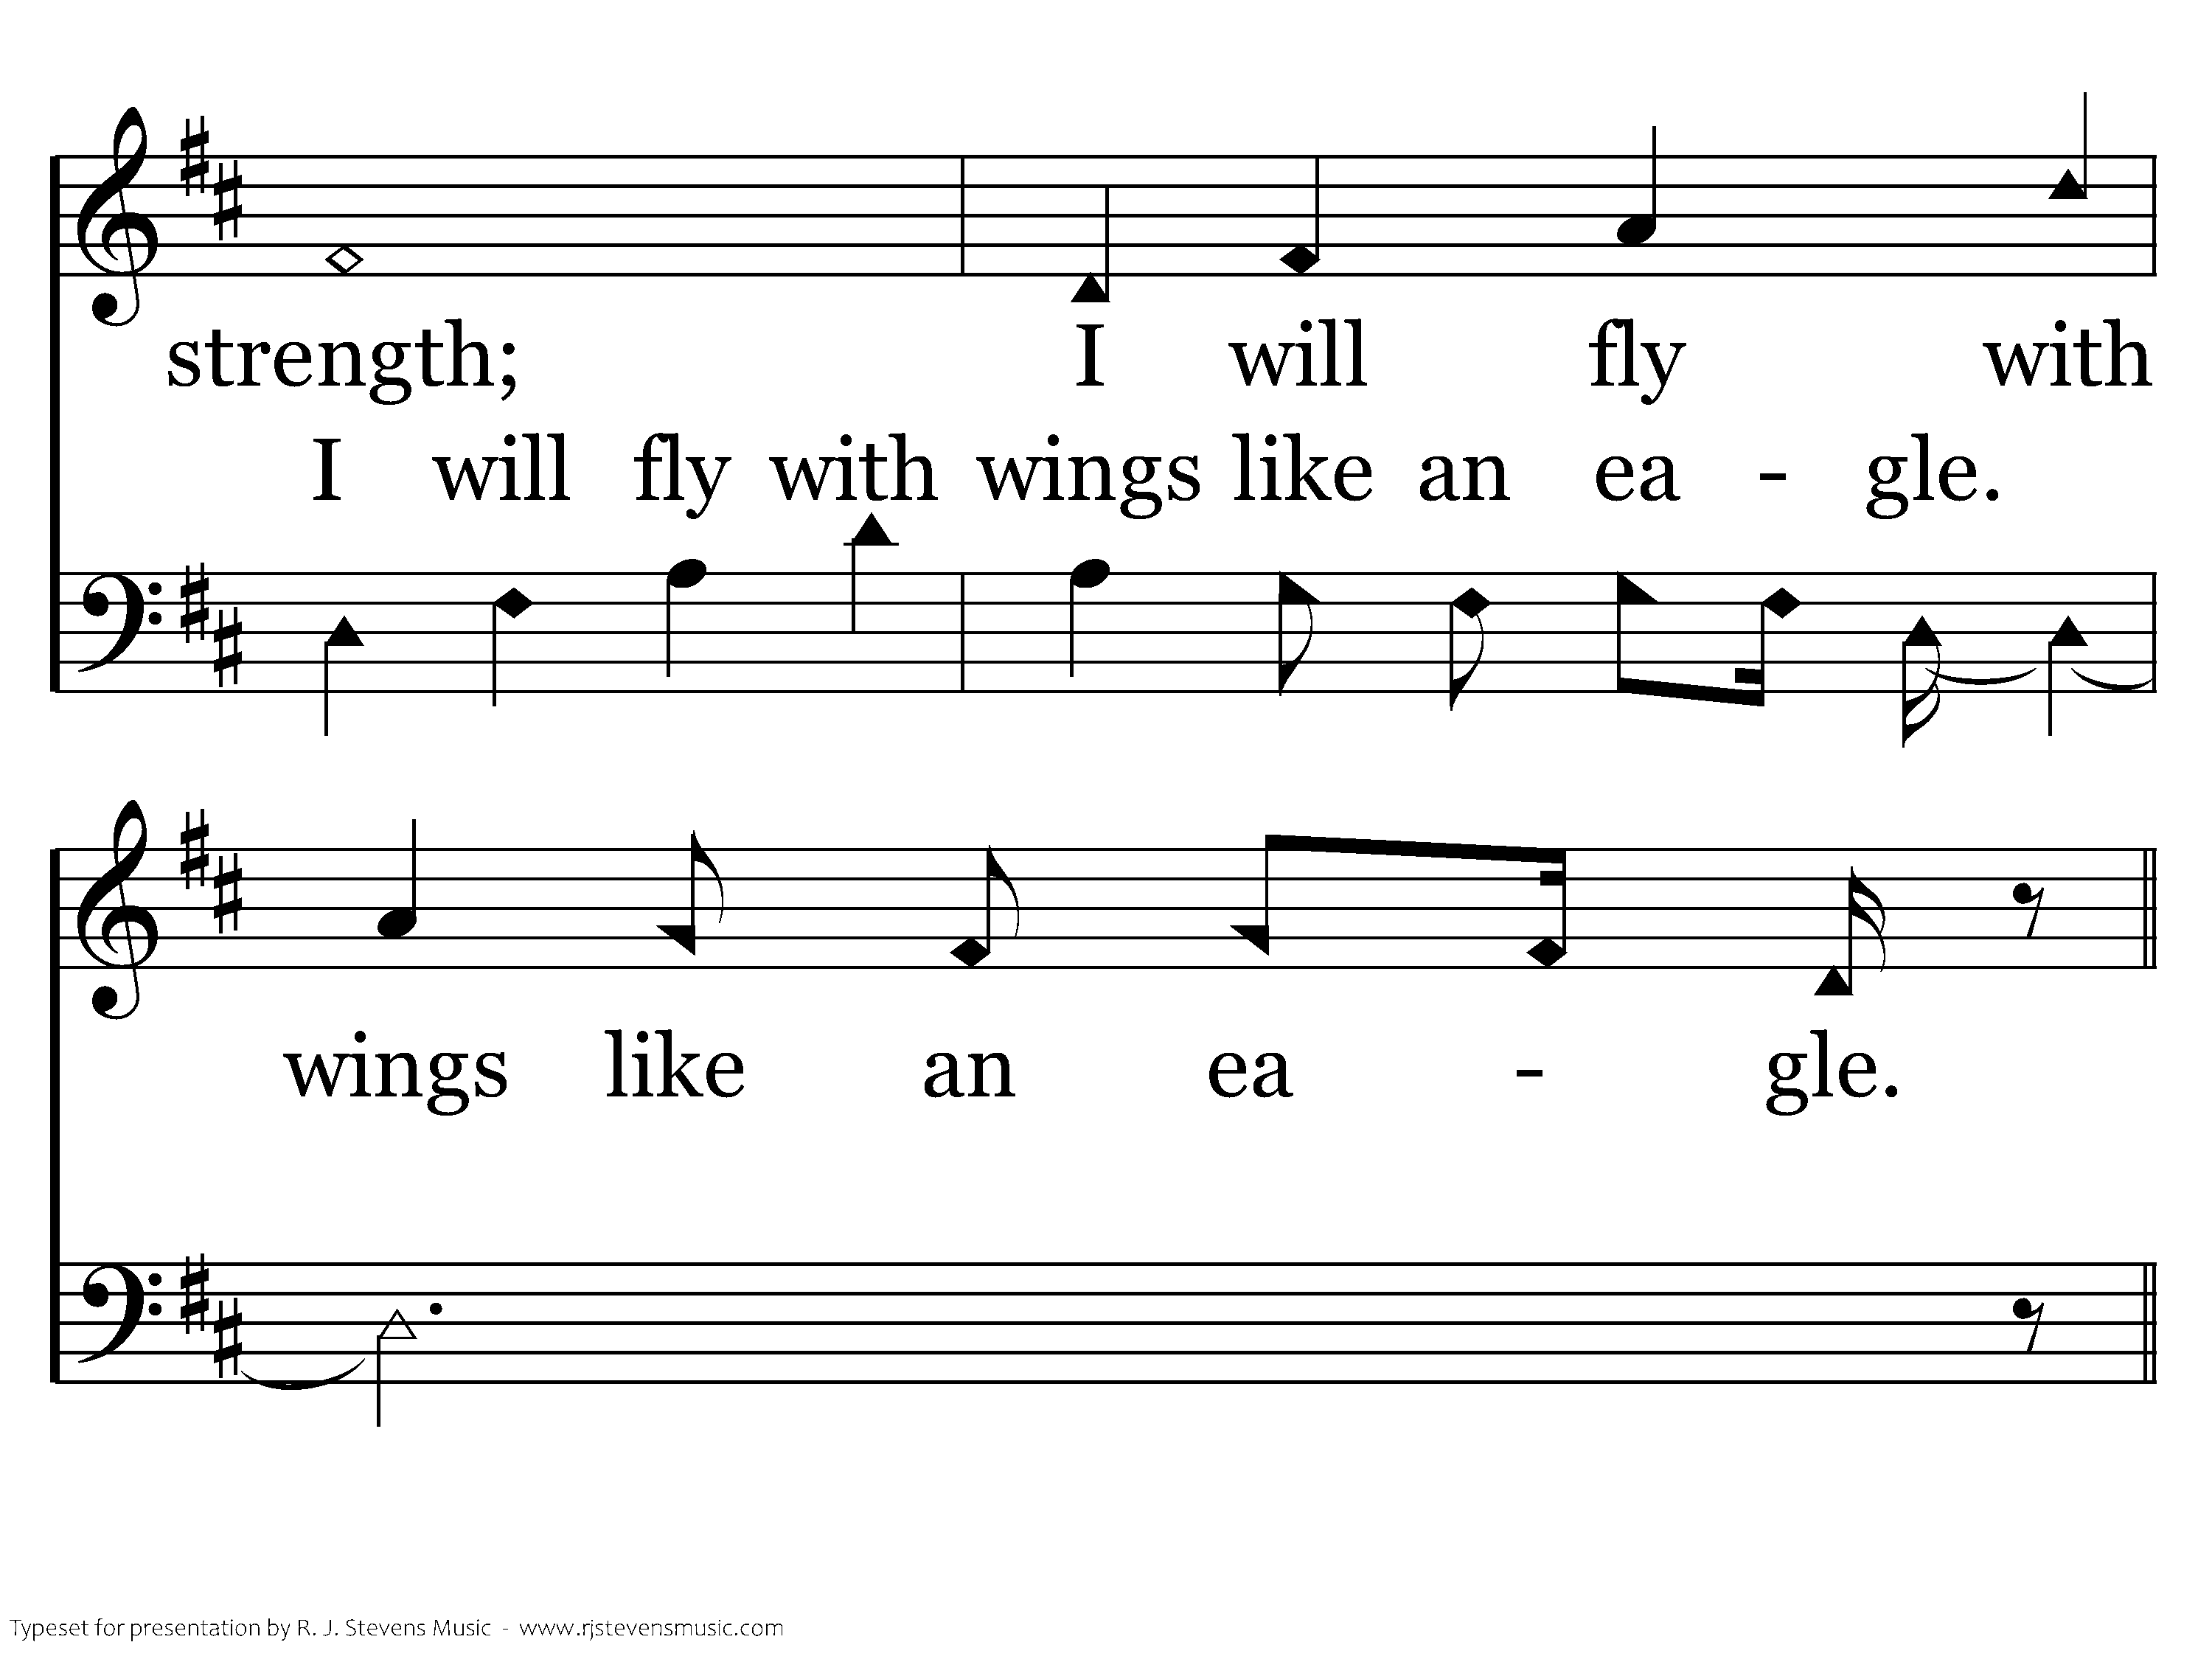 strength; I will fly with
I will fly with wings like an ea - gle.
wings like an ea - gle.
Typeset for presentation by R. J. Stevens Music - www.rjstevensmusic.com